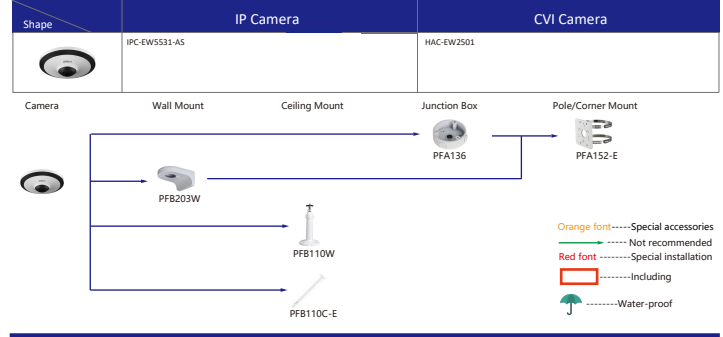 Shape
IP Camera
CVI Camera
IPC-EW5531-AS
HAC-EW2501
Camera
Wall Mount
Ceiling Mount
Junction Box
Pole/Corner Mount
PFA136
PFA152-E
PFB203W
PFB110W
PFB110C-E
Orange font-----Special accessories
----- Not recommended
Red font --------Special installation
--------Including
--------Water-proof